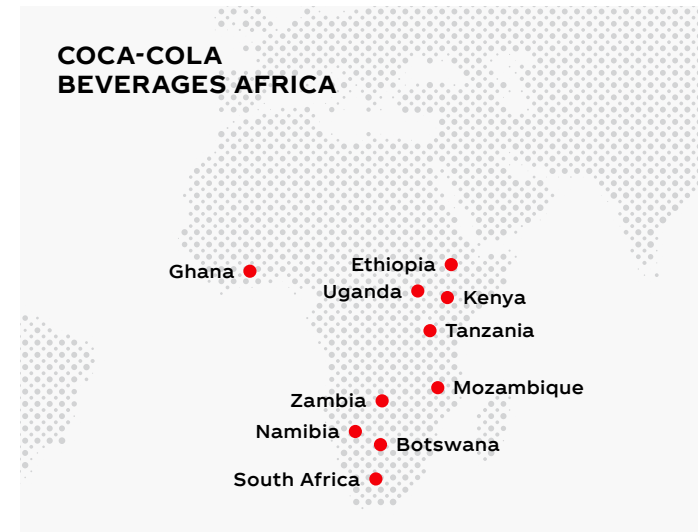 COCA-COLA
BEVERAGES AFRICA
Ethiopia
Ghana
Uganda
Kenya
Tanzania
Mozambique
Zambia
Namibia
Botswana
South Africa